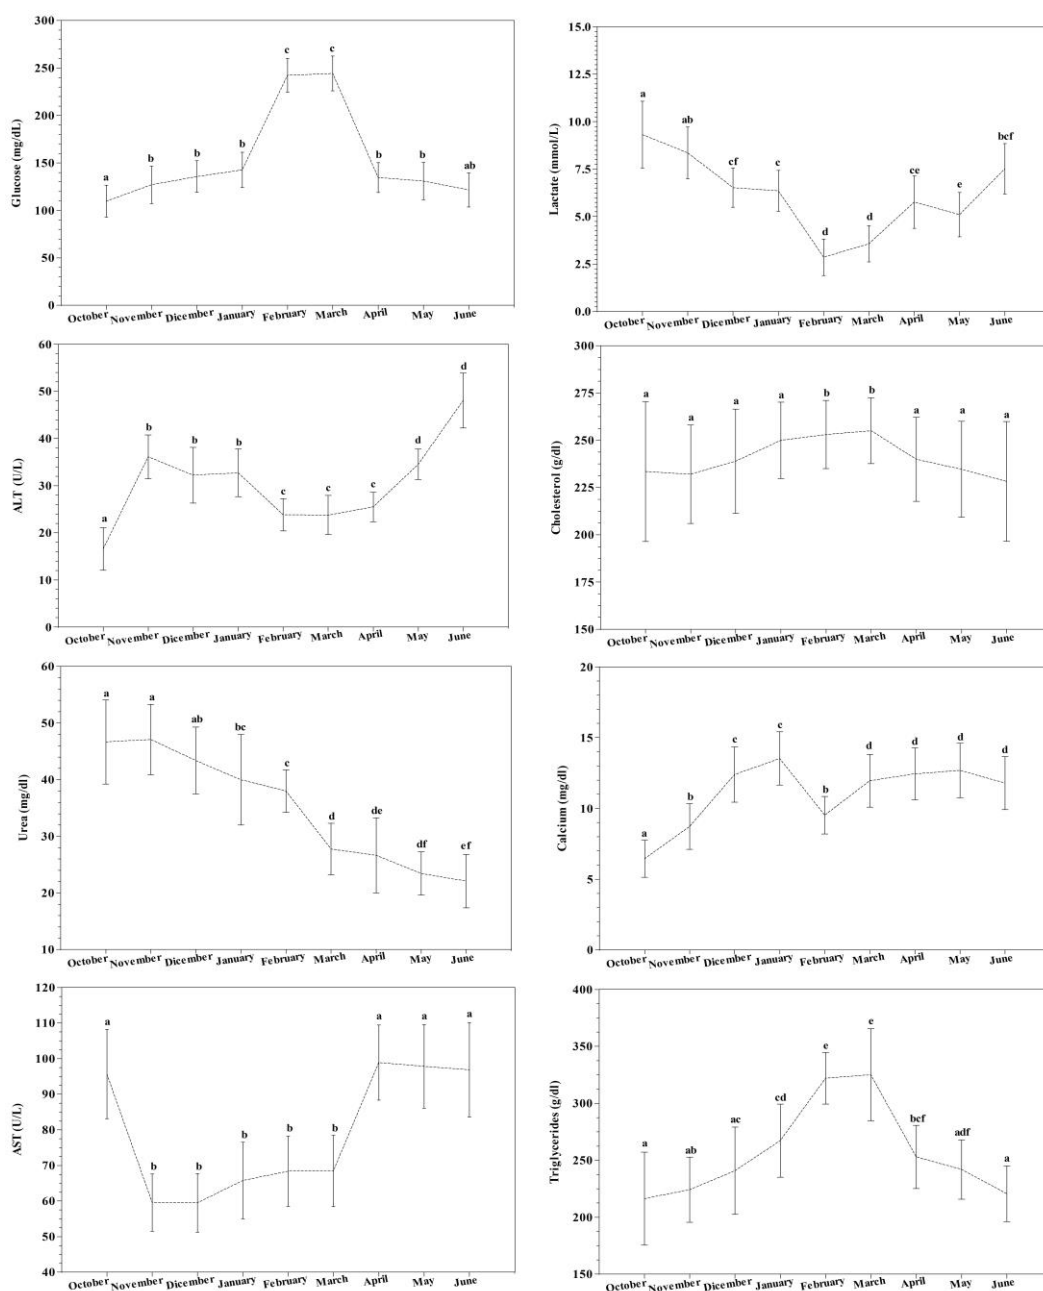 300
250
200
150
100
50
0
Glucose (mg/dL)
a
b
b
b
c
c
b
b
ab
October November Dicember January February March April May June
15.0
12.5
10.0
7.5
5.0
2.5
0.0
Lactate (mmol/L)
a
ab
cf
c
d
d
ce
e
bcf
October November Dicember January February March April May June
60
50
40
30
20
10
0
ALT (U/L)
a
b
b
b
c
c
c
d
d
October November Dicember January February March April May June
300
275
250
225
200
175
150
Cholesterol (g/dl)
a
a
a
a
b
b
a
a
a
October November Dicember January February March April May June
60
50
40
30
20
10
Urea (mg/dl)
a
a
ab
bc
c
d
de
df
ef
October November Dicember January February March April May June
20
15
10
5
0
Calcium (mg/dl)
a
b
c
c
b
d
d
d
d
October November Dicember January February March April May June
120
110
100
90
80
70
60
50
40
AST (U/L)
a
b
b
b
b
b
a
a
a
October November Dicember January February March April May June
400
350
300
250
200
150
Triglycerides (g/dl)
a
ab
ac
cd
e
e
bcf
adf
a
October November Dicember January February March April May June